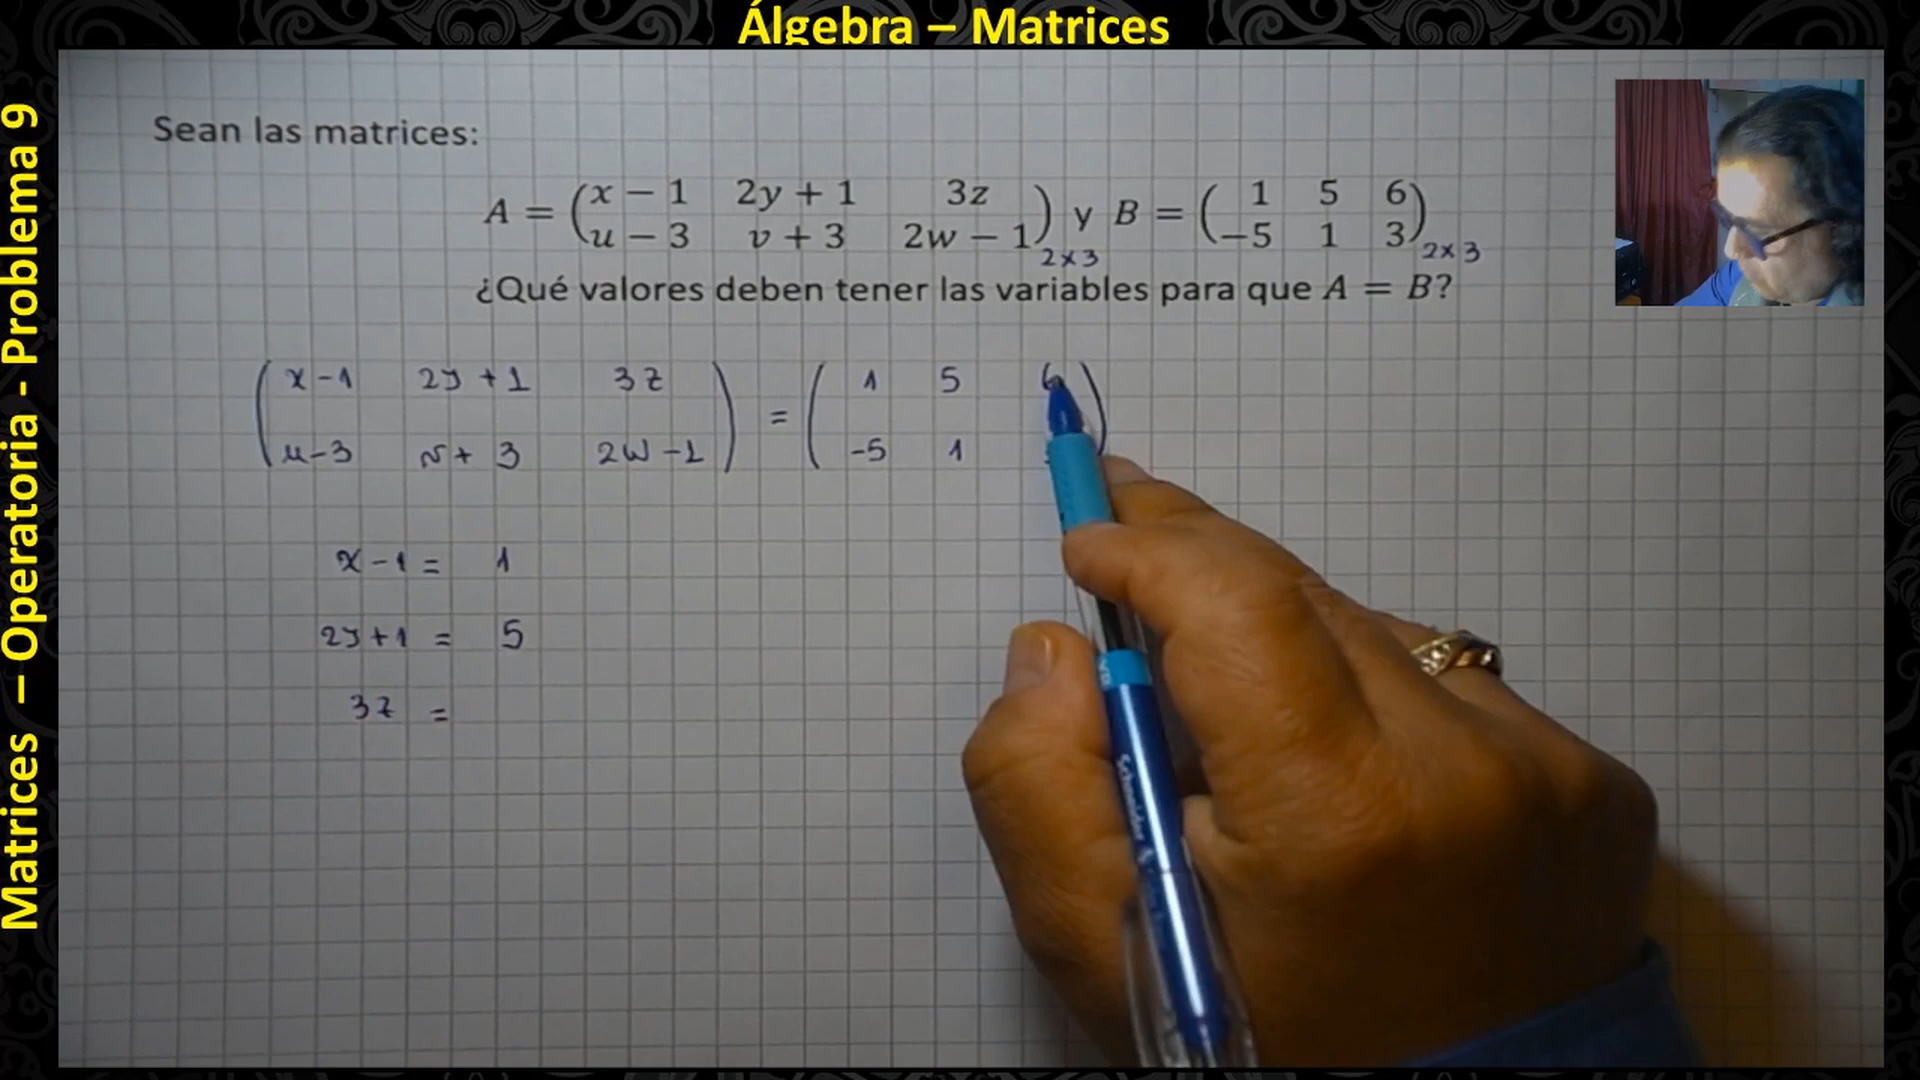 Álgebra – Matrices
Matrices – Operatoria - Problema 9
Sean las matrices:
A = (x − 1 2y + 1 3z
u − 3 v + 3 2w − 1)2x3 y B = (1 5 6
−5 1 3)2x3
¿Qué valores deben tener las variables para que A = B?
(x-1 2y+1 3z) = (1 5 6)
(u-3 v+3 2w-1) (-5 1
x-1 = 1
2y+1 = 5
3z =
Schneider